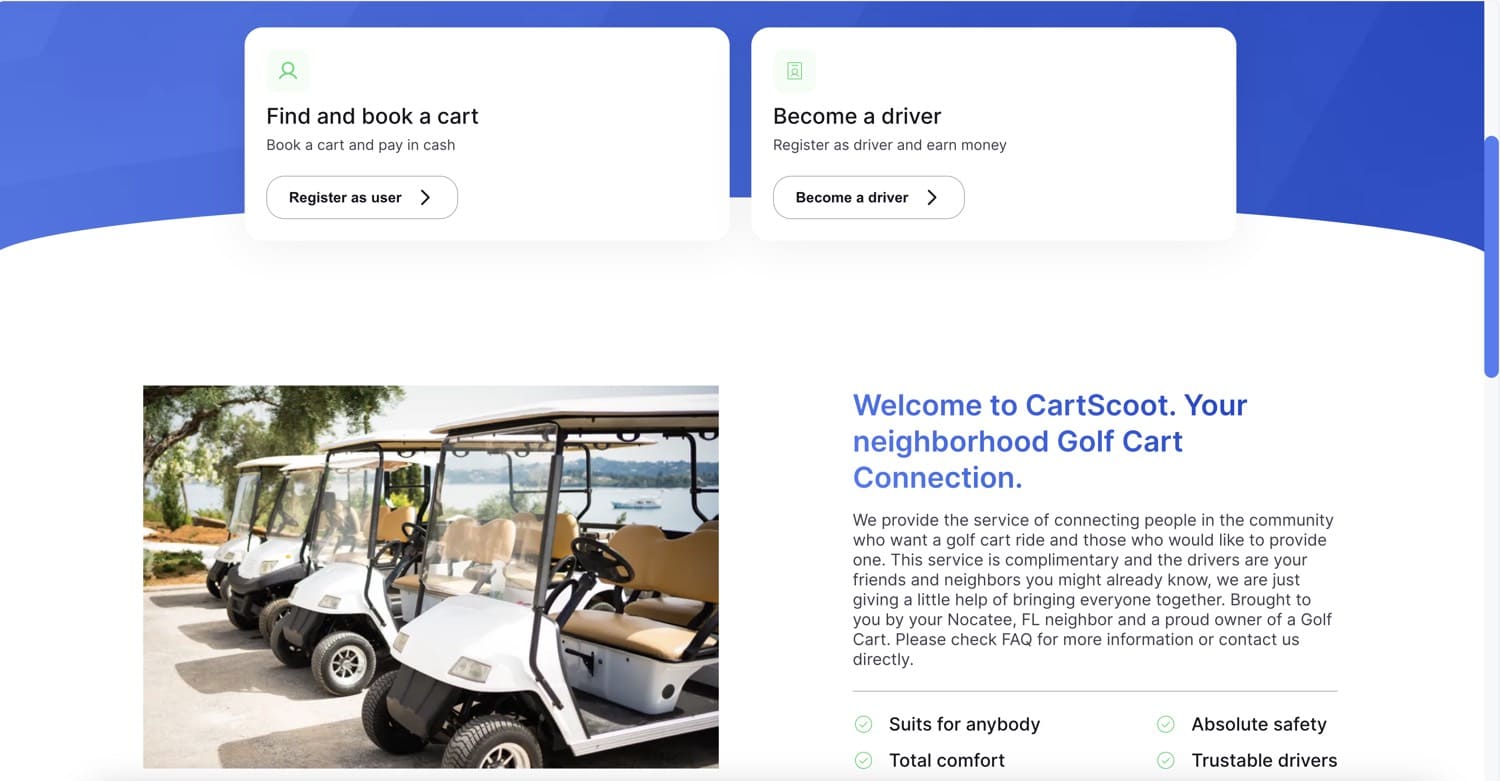 Find and book a cart
Book a cart and pay in cash
Register as user
Become a driver
Register as driver and earn money
Become a driver
Welcome to CartScoot. Your
neighborhood Golf Cart
Connection.
We provide the service of connecting people in the community
who want a golf cart ride and those who would like to provide
one. This service is complimentary and the drivers are your
friends and neighbors you might already know, we are just
giving a little help of bringing everyone together. Brought to
you by your Nocatee, FL neighbor and a proud owner of a Golf
Cart. Please check FAQ for more information or contact us
directly.
Suits for anybody
Absolute safety
Total comfort
Trustable drivers